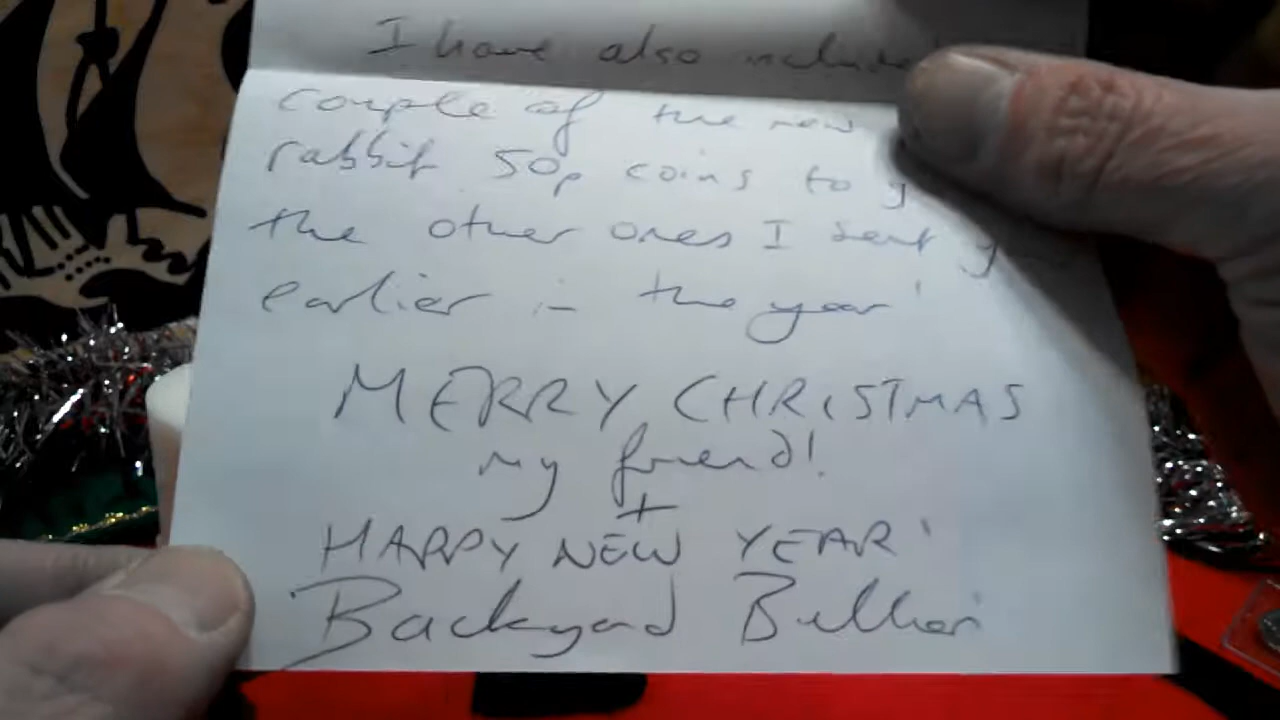 I have also
couple of the new
rabbit 50p coins to
the other ones I sent
earlier in the year!
MERRY CHRISTMAS
my friend!
+
HAPPY NEW YEAR!
Backyard Bullion